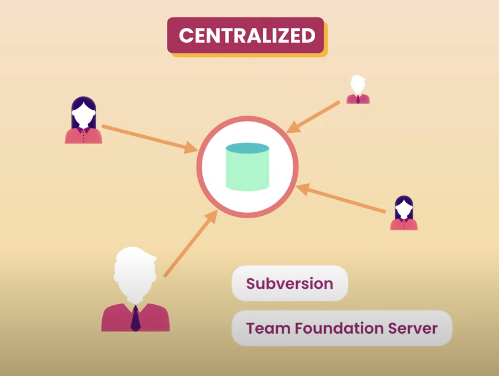 CENTRALIZED
Subversion
Team Foundation Server